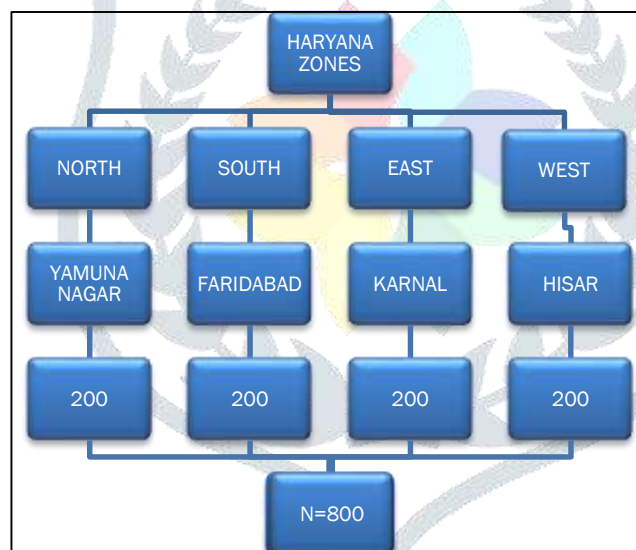 HARYANA
ZONES
NORTH
SOUTH
EAST
WEST
YAMUNA
NAGAR
FARIDABAD
KARNAL
HISAR
200
200
200
200
N=800